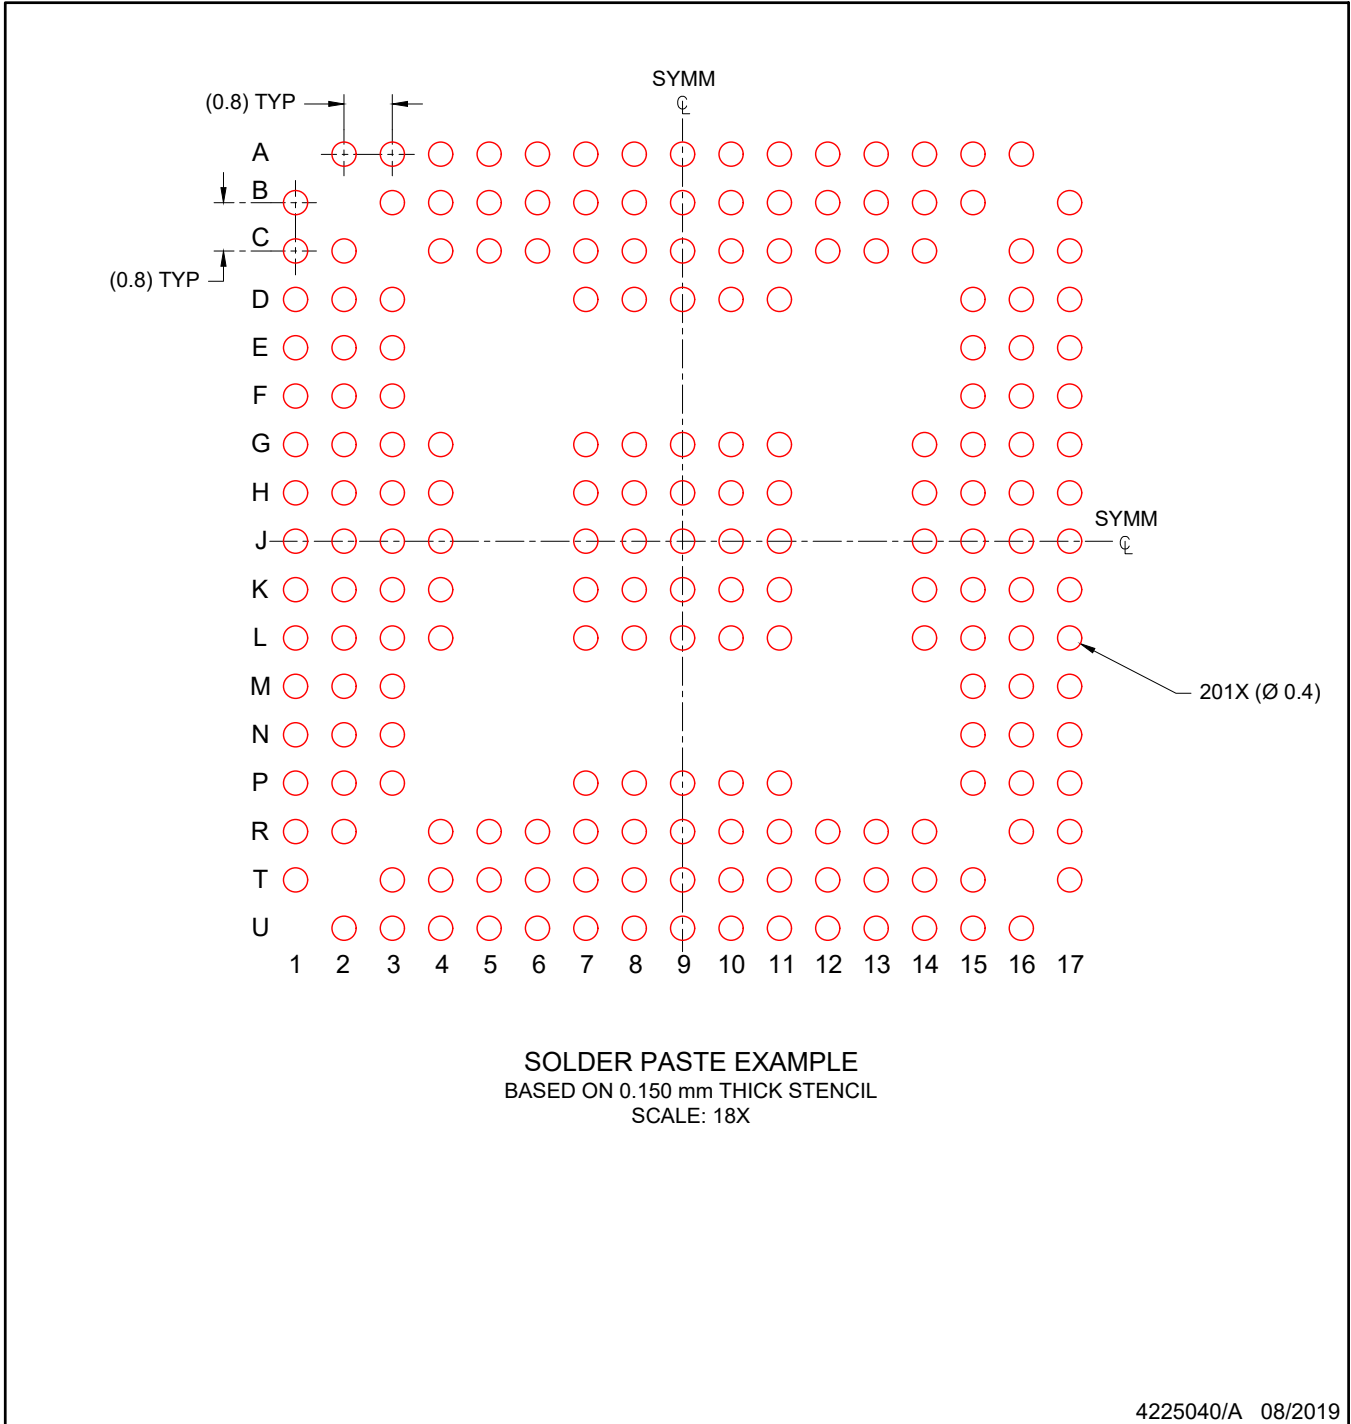 SYMM
℄
(0.8) TYP
A
B
C
(0.8) TYP
D
E
F
G
H
SYMM
J
℄
K
L
M
201X (Ø 0.4)
N
P
R
T
U
1 2 3 4 5 6 7 8 9 10 11 12 13 14 15 16 17
SOLDER PASTE EXAMPLE
BASED ON 0.150 mm THICK STENCIL
SCALE: 18X
4225040/A 08/2019